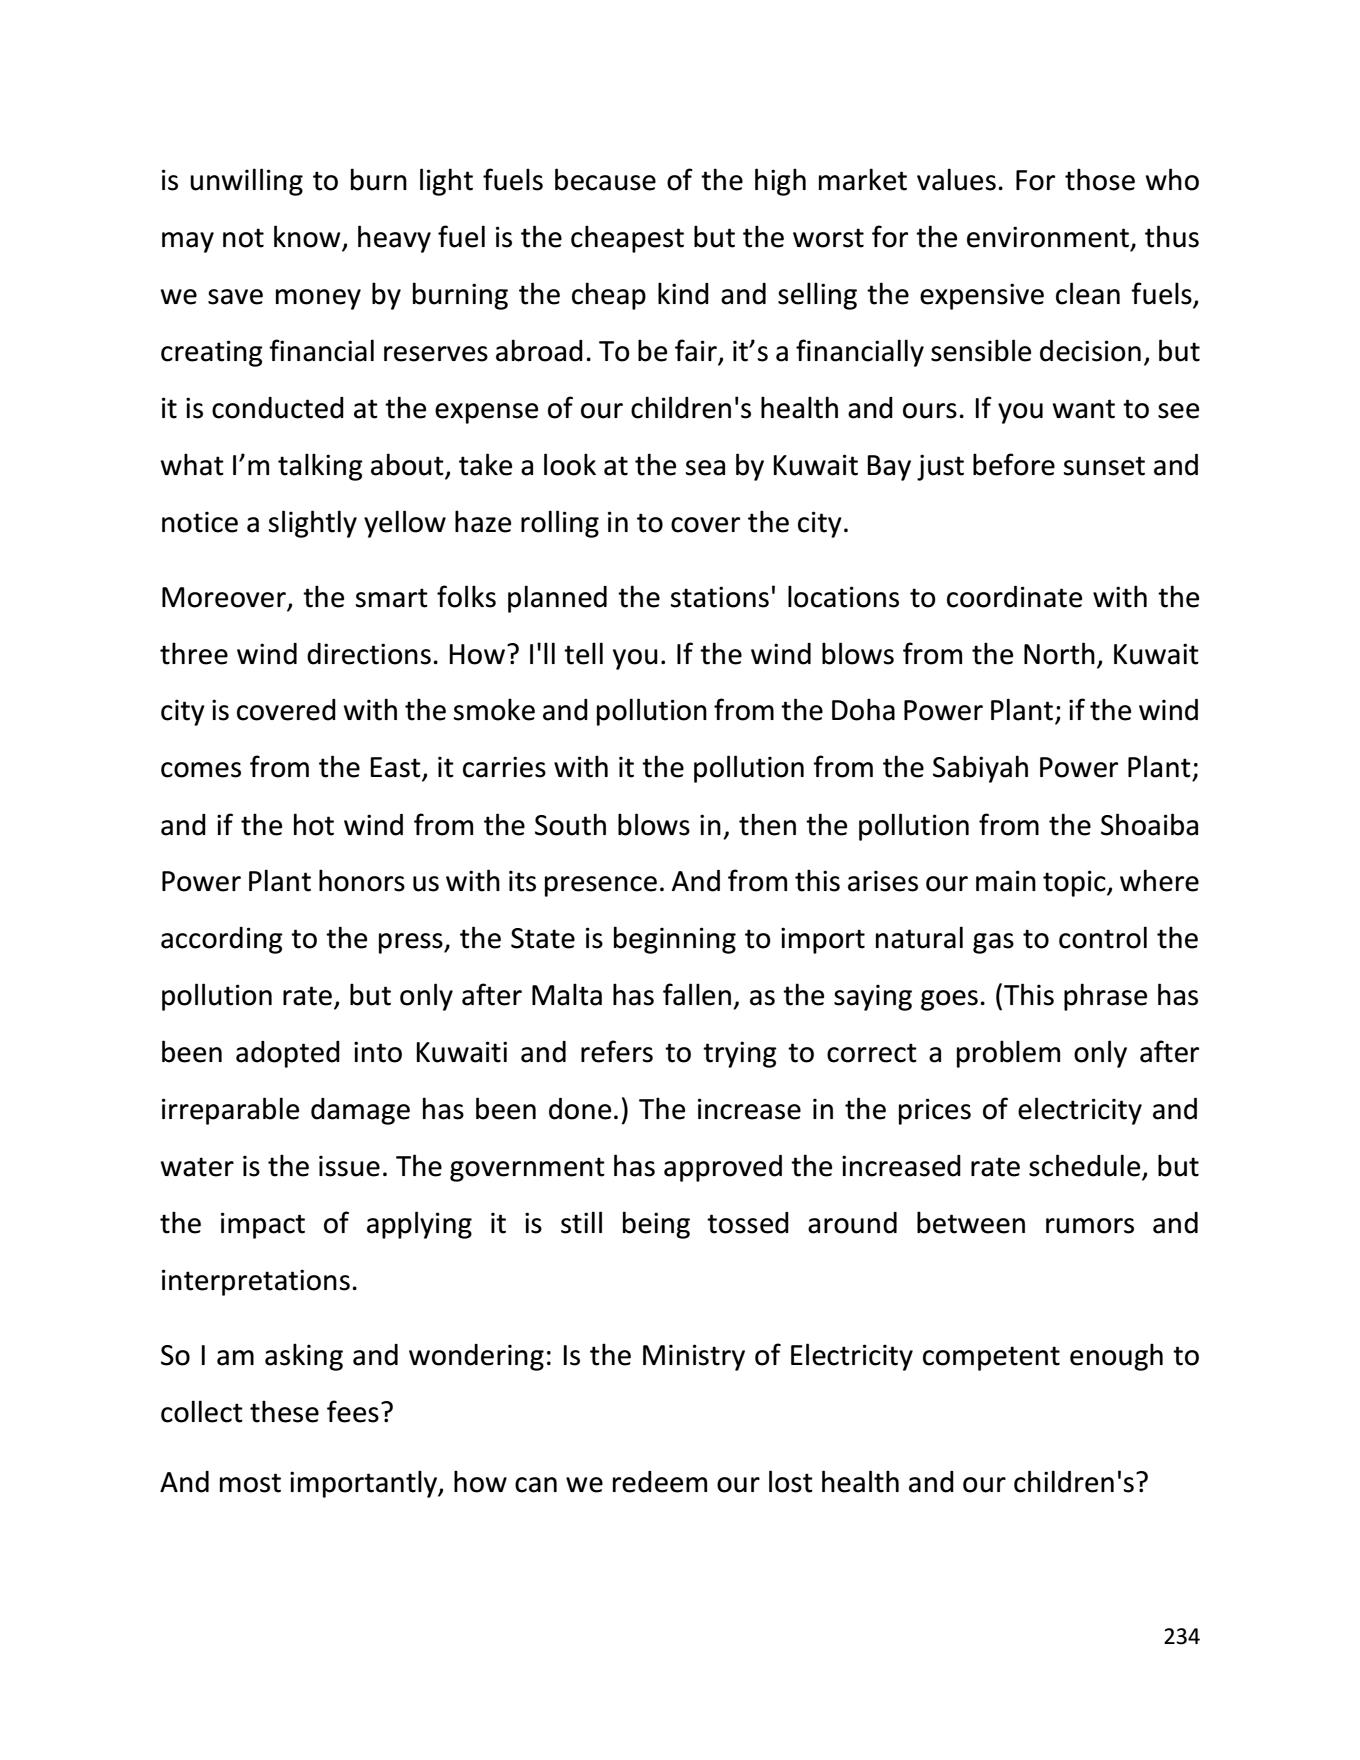 is unwilling to burn light fuels because of the high market values. For those who
may not know, heavy fuel is the cheapest but the worst for the environment, thus
we save money by burning the cheap kind and selling the expensive clean fuels,
creating financial reserves abroad. To be fair, it’s a financially sensible decision, but
it is conducted at the expense of our children's health and ours. If you want to see
what I’m talking about, take a look at the sea by Kuwait Bay just before sunset and
notice a slightly yellow haze rolling in to cover the city.
Moreover, the smart folks planned the stations' locations to coordinate with the
three wind directions. How? I'll tell you. If the wind blows from the North, Kuwait
city is covered with the smoke and pollution from the Doha Power Plant; if the wind
comes from the East, it carries with it the pollution from the Sabiyah Power Plant;
and if the hot wind from the South blows in, then the pollution from the Shoaiba
Power Plant honors us with its presence. And from this arises our main topic, where
according to the press, the State is beginning to import natural gas to control the
pollution rate, but only after Malta has fallen, as the saying goes. (This phrase has
been adopted into Kuwaiti and refers to trying to correct a problem only after
irreparable damage has been done.) The increase in the prices of electricity and
water is the issue. The government has approved the increased rate schedule, but
the impact of applying it is still being tossed around between rumors and
interpretations.
So I am asking and wondering: Is the Ministry of Electricity competent enough to
collect these fees?
And most importantly, how can we redeem our lost health and our children's?
234